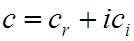 c = c_r + ic_i